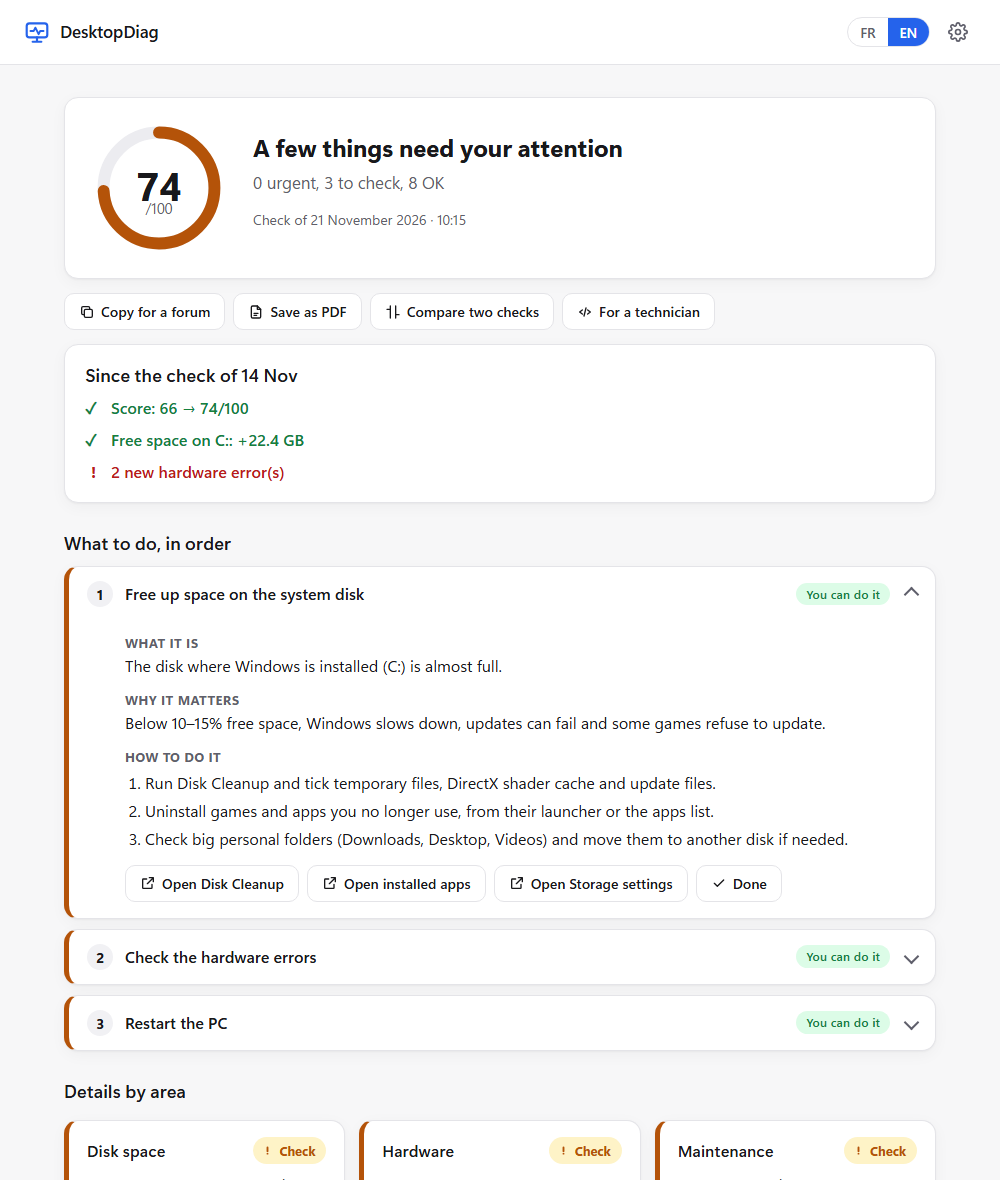 DesktopDiag
FR EN
74
/100
A few things need your attention
0 urgent, 3 to check, 8 OK
Check of 21 November 2026 · 10:15
Copy for a forum
Save as PDF
Compare two checks
For a technician
Since the check of 14 Nov
✓ Score: 66 → 74/100
✓ Free space on C:: +22.4 GB
! 2 new hardware error(s)
What to do, in order
1 Free up space on the system disk You can do it
WHAT IT IS
The disk where Windows is installed (C:) is almost full.
WHY IT MATTERS
Below 10–15% free space, Windows slows down, updates can fail and some games refuse to update.
HOW TO DO IT
1. Run Disk Cleanup and tick temporary files, DirectX shader cache and update files.
2. Uninstall games and apps you no longer use, from their launcher or the apps list.
3. Check big personal folders (Downloads, Desktop, Videos) and move them to another disk if needed.
Open Disk Cleanup
Open installed apps
Open Storage settings
✓ Done
2 Check the hardware errors You can do it
3 Restart the PC You can do it
Details by area
Disk space ! Check
Hardware ! Check
Maintenance ! Check